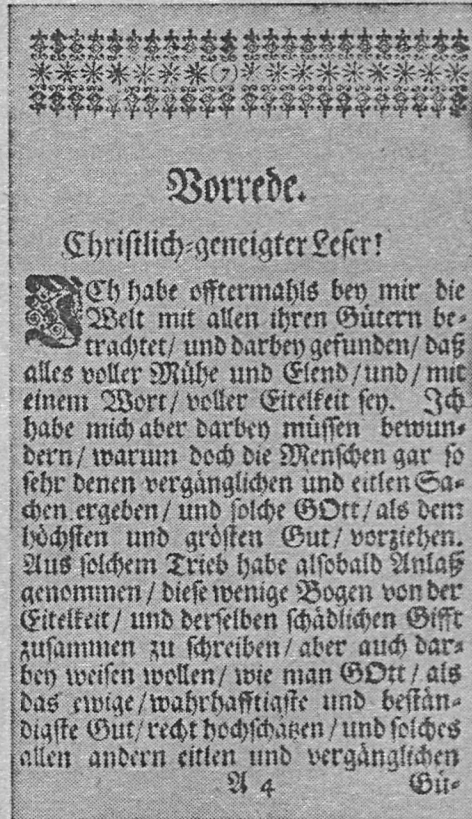 (7)
Vorrede.
Christlich-geneigter Leser!
ICh habe offtermahls bey mir die
Welt mit allen ihren Gütern be-
trachtet/ und darbey gefunden/ daß
alles voller Mühe und Elend/ und/ mit
einem Wort/ voller Eitelkeit sey. Ich
habe mich aber darbey müssen bewun-
dern/ warum doch die Menschen gar so
sehr denen vergänglichen und eitlen Sa-
chen ergeben/ und solche GOtt/ als dem
höchsten und grösten Gut/ vorziehen.
Aus solchem Trieb habe alsobald Anlaß
genommen/ diese wenige Bogen von der
Eitelkeit/ und derselben schädlichen Gifft
zusammen zu schreiben/ aber auch dar-
bey weisen wollen/ wie man GOtt/ als
das ewige/ wahrhafftigste und bestän-
digste Gut/ recht hochschätzen/ und solches
allen andern eitlen und vergänglichen
A 4 Gü-